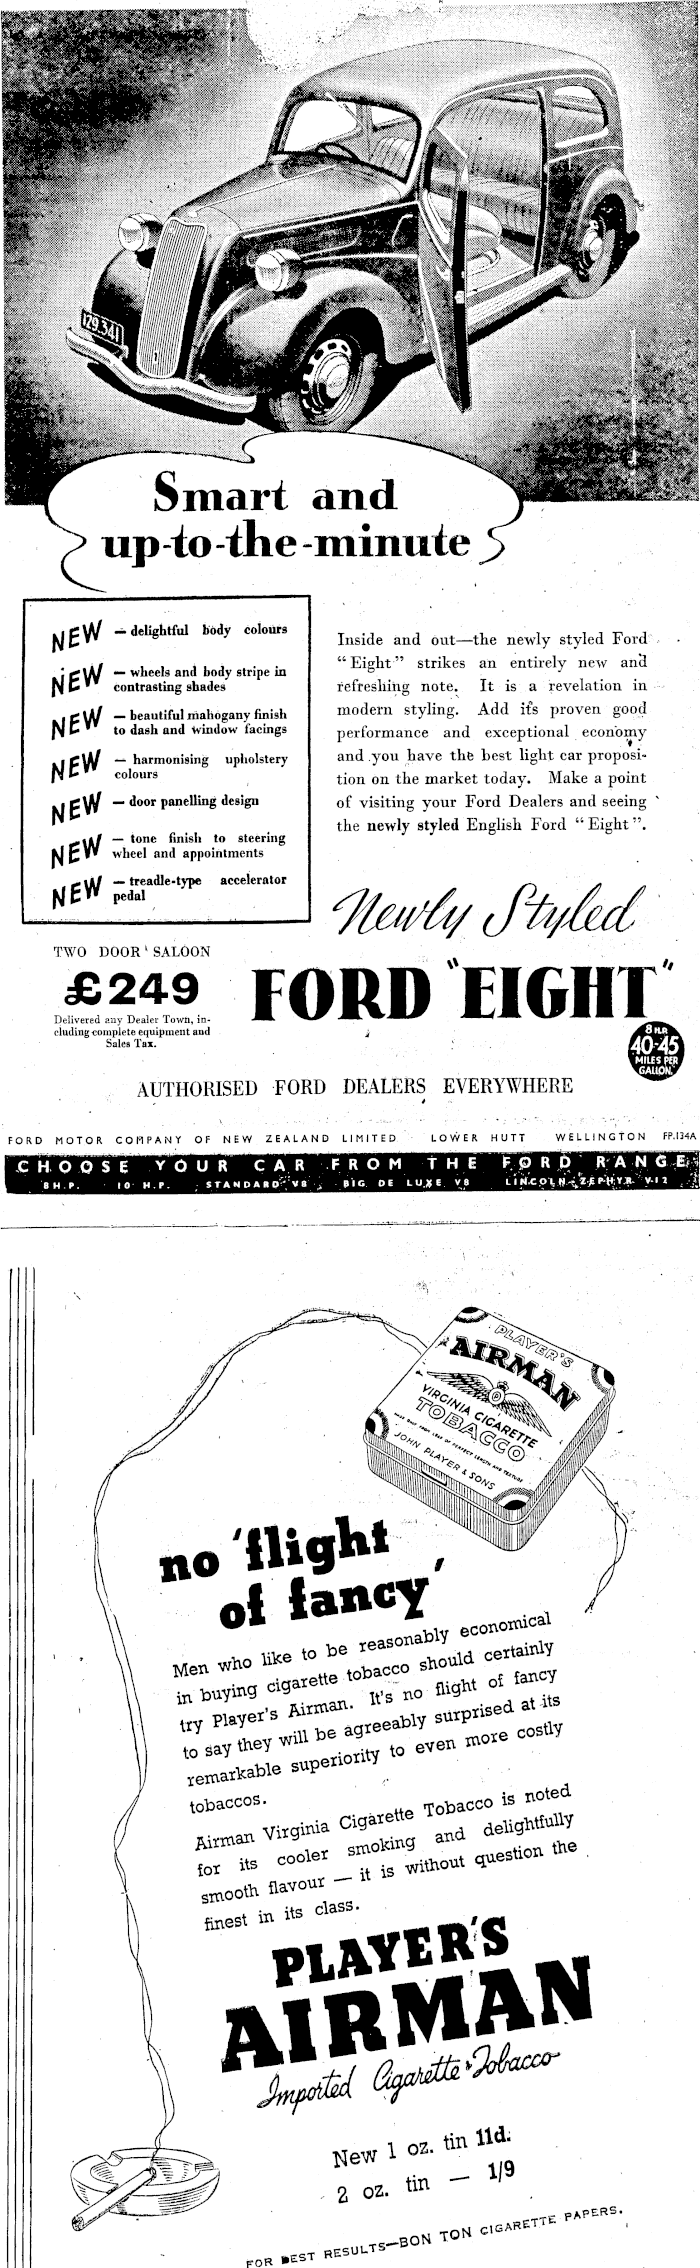 129.341
Smart and
up-to-the-minute
NEW — delightful body colours
NEW — wheels and body stripe in
contrasting shades
NEW — beautiful mahogany finish
to dash and window facings
NEW — harmonising upholstery
colours
NEW — door panelling design
NEW — tone finish to steering
wheel and appointments
NEW — treadle-type accelerator
pedal
Inside and out—the newly styled Ford
“Eight” strikes an entirely new and
refreshing note. It is a revelation in
modern styling. Add its proven good
performance and exceptional economy
and you have the best light car proposi-
tion on the market today. Make a point
of visiting your Ford Dealers and seeing
the newly styled English Ford “Eight”.
Newly Styled
FORD "EIGHT"
TWO DOOR SALOON
£249
Delivered any Dealer Town, in-
cluding complete equipment and
Sales Tax.
8 H.P.
40-45
MILES PER
GALLON
AUTHORISED FORD DEALERS EVERYWHERE
FORD MOTOR COMPANY OF NEW ZEALAND LIMITED LOWER HUTT WELLINGTON FP.134A
CHOOSE YOUR CAR FROM THE FORD RANGE
8 H.P. 10 H.P. STANDARD V8 BIG DE LUXE V8 LINCOLN-ZEPHYR V-12
PLAYER'S
AIRMAN
VIRGINIA CIGARETTE
TOBACCO
MADE ONLY FROM LEAF OF PERFECT LENGTH AND TEXTURE
JOHN PLAYER & SONS
no 'flight
of fancy'
Men who like to be reasonably economical
in buying cigarette tobacco should certainly
try Player's Airman. It's no flight of fancy
to say they will be agreeably surprised at its
remarkable superiority to even more costly
tobaccos.
Airman Virginia Cigarette Tobacco is noted
for its cooler smoking and delightfully
smooth flavour — it is without question the
finest in its class.
PLAYER'S
AIRMAN
Imported Cigarette Tobacco
New 1 oz. tin 11d.
2 oz. tin — 1/9
FOR BEST RESULTS—BON TON CIGARETTE PAPERS.